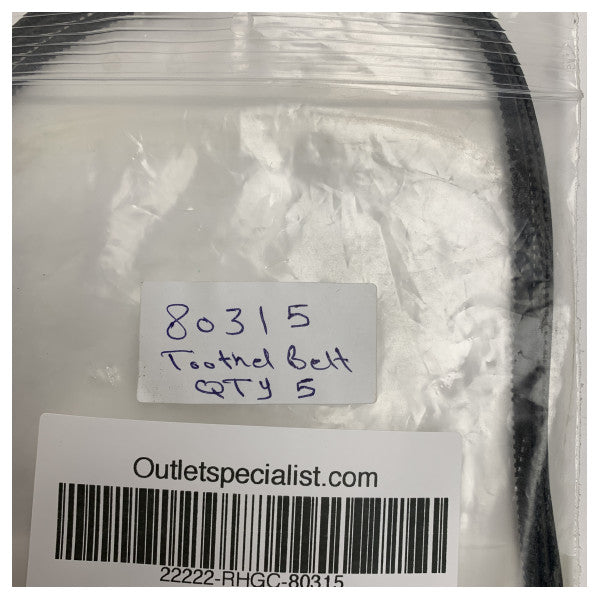 80315
Toothed Belt
QTY 5
Outletspecialist.com
22222-RHGC-80315